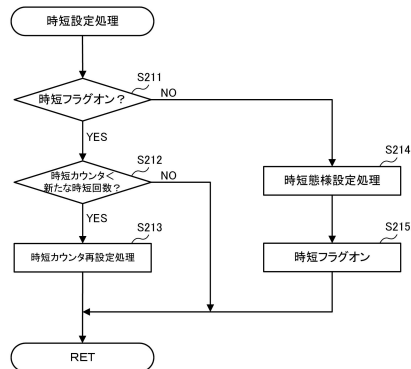 時短設定処理
S211
時短フラグオン？
NO
YES
S212
時短カウンタ<
新たな時短回数？
NO
YES
S213
時短カウンタ再設定処理
S214
時短態様設定処理
S215
時短フラグオン
RET